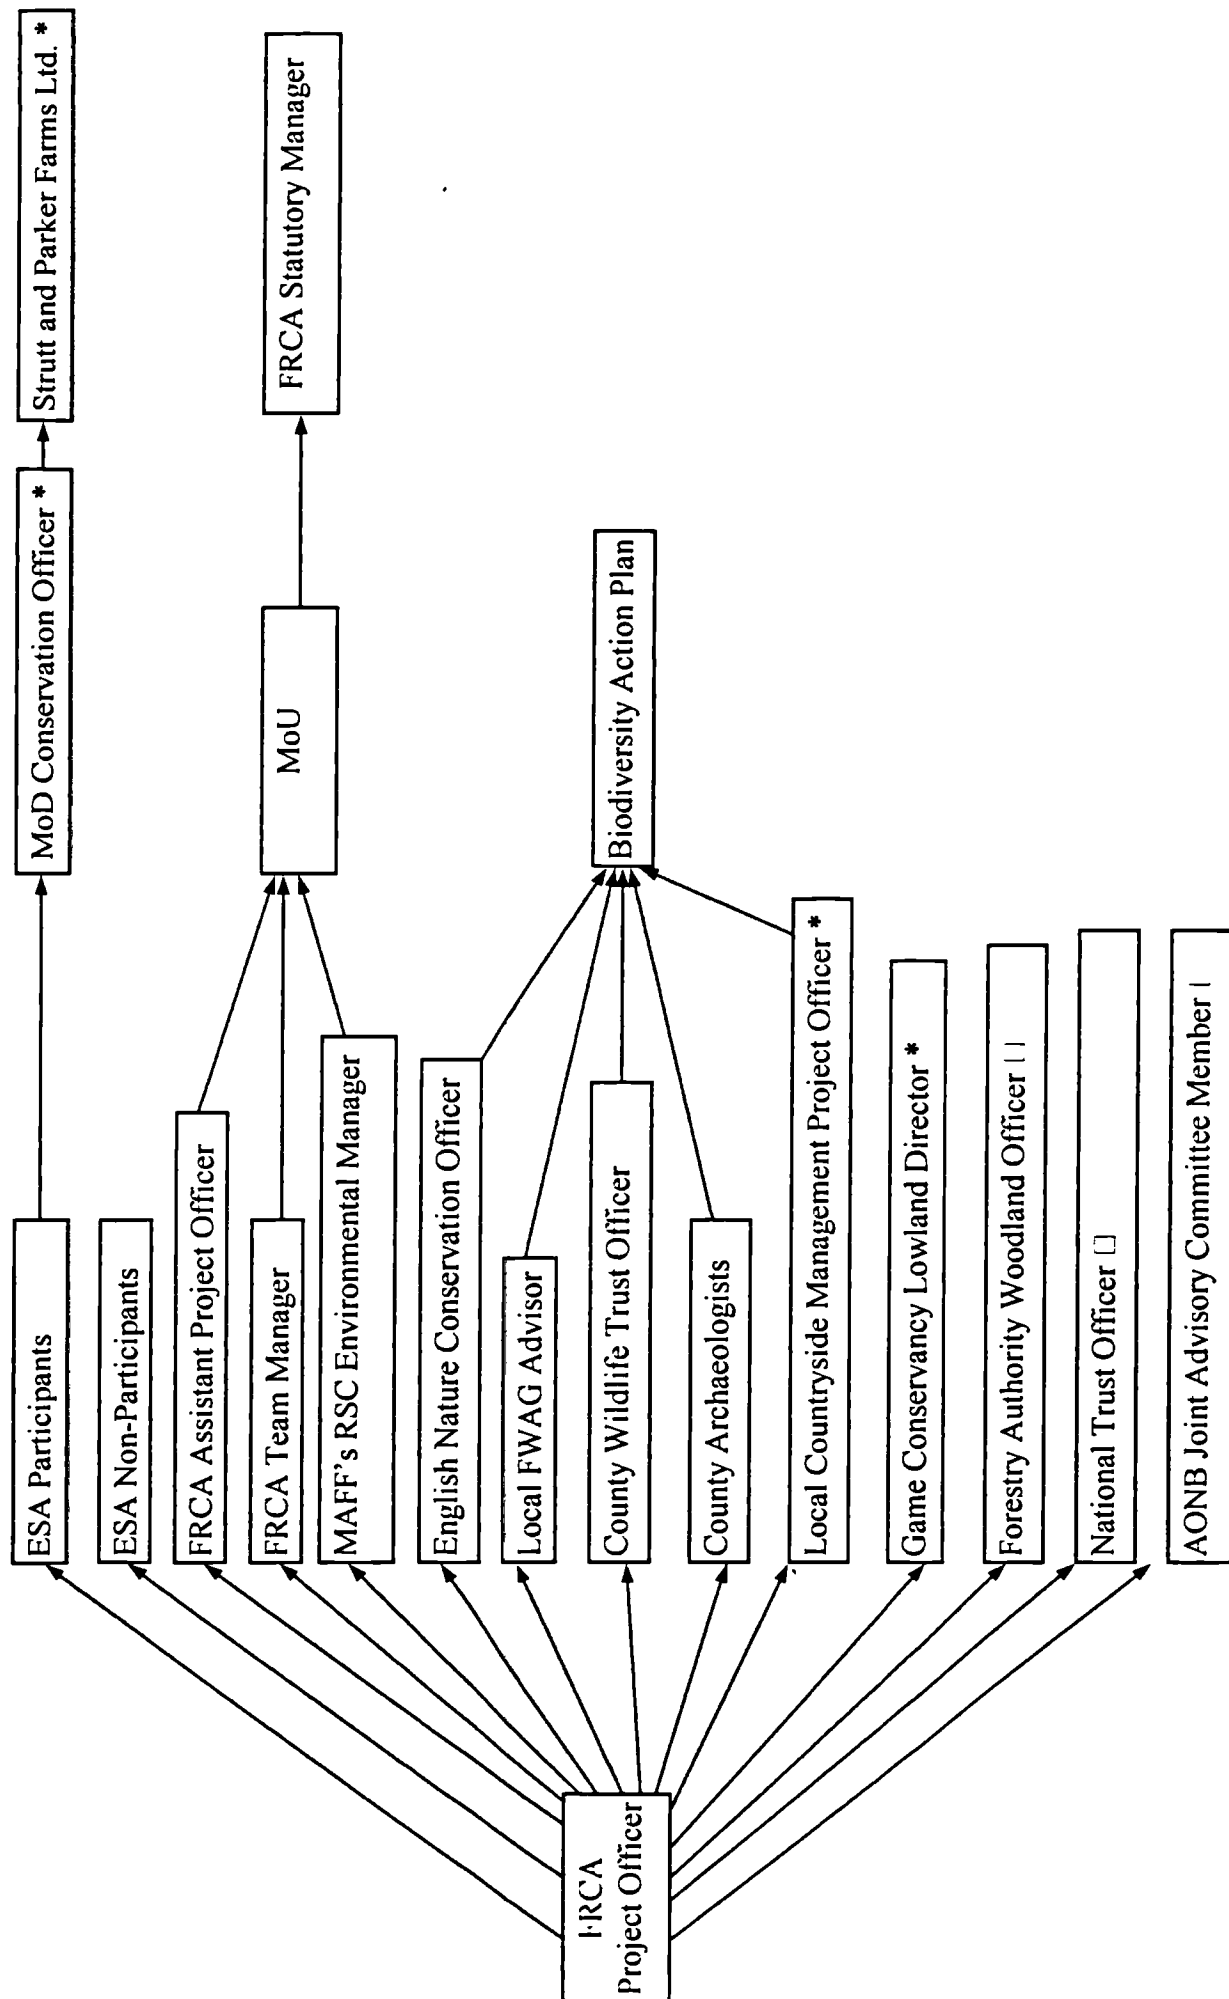 FRCA
Project Officer
ESA Participants
ESA Non-Participants
FRCA Assistant Project Officer
FRCA Team Manager
MAFF's RSC Environmental Manager
English Nature Conservation Officer
Local FWAG Advisor
County Wildlife Trust Officer
County Archaeologists
Local Countryside Management Project Officer *
Game Conservancy Lowland Director *
Forestry Authority Woodland Officer □
National Trust Officer □
AONB Joint Advisory Committee Member
MoD Conservation Officer *
MoU
Biodiversity Action Plan
Strutt and Parker Farms Ltd. *
FRCA Statutory Manager